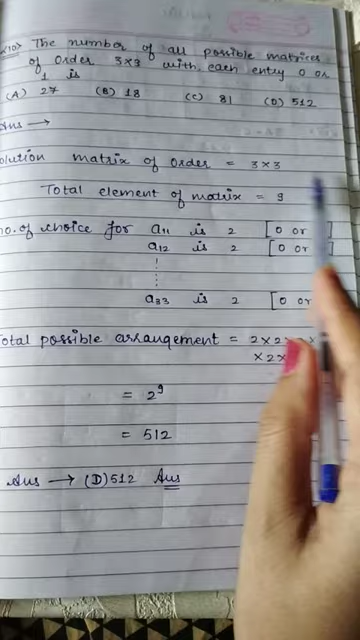 (10) The number of all possible matrices
of order 3×3 with each entry 0 or
1 is
(A) 27 (B) 18 (C) 81 (D) 512
Ans →
olution matrix of order = 3 × 3
Total element of matrix = 9
no. of choice for a₁₁ is 2 [0 or
a₁₂ is 2 [0 or
a₃₃ is 2 [0 or
otal possible arrangement = 2×2×
×2×
= 2⁹
= 512
Ans → (D) 512 Ans